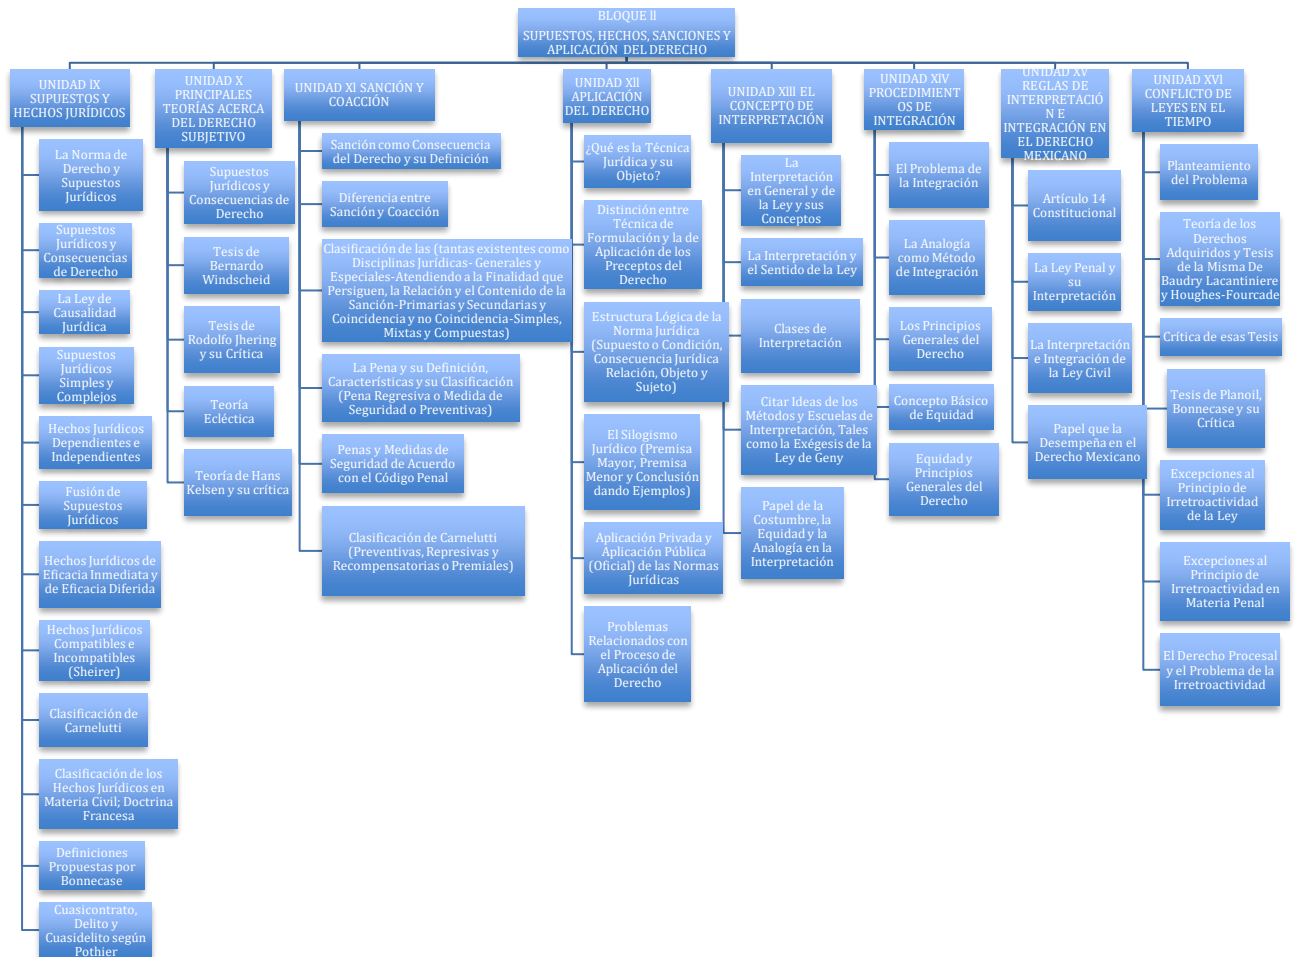 BLOQUE ll
SUPUESTOS, HECHOS, SANCIONES Y
APLICACIÓN DEL DERECHO
UNIDAD lX
SUPUESTOS Y
HECHOS JURÍDICOS
La Norma de
Derecho y
Supuestos
Jurídicos
Supuestos
Jurídicos y
Consecuencias
de Derecho
La Ley de
Causalidad
Jurídica
Supuestos
Jurídicos
Simples y
Complejos
Hechos Jurídicos
Dependientes e
Independientes
Fusión de
Supuestos
Jurídicos
Hechos Jurídicos de
Eficacia Inmediata y
de Eficacia Diferida
Hechos Jurídicos
Compatibles e
Incompatibles
(Sheirer)
Clasificación de
Carnelutti
Clasificación de los
Hechos Jurídicos en
Materia Civil; Doctrina
Francesa
Definiciones
Propuestas por
Bonnecase
Cuasicontrato,
Delito y
Cuasidelito según
Pothier
UNIDAD X
PRINCIPALES
TEORÍAS ACERCA
DEL DERECHO
SUBJETIVO
Supuestos
Jurídicos y
Consecuencias de
Derecho
Tesis de
Bernardo
Windscheid
Tesis de
Rodolfo Jhering
y su Crítica
Teoría
Ecléctica
Teoría de Hans
Kelsen y su crítica
UNIDAD Xl SANCIÓN Y
COACCIÓN
Sanción como Consecuencia
del Derecho y su Definición
Diferencia entre
Sanción y Coacción
Clasificación de las (tantas existentes como
Disciplinas Jurídicas- Generales y
Especiales-Atendiendo a la Finalidad que
Persiguen, la Relación y el Contenido de la
Sanción-Primarias y Secundarias y
Coincidencia y no Coincidencia-Simples,
Mixtas y Compuestas)
La Pena y su Definición,
Características y su Clasificación
(Pena Regresiva o Medida de
Seguridad o Preventivas)
Penas y Medidas de
Seguridad de Acuerdo
con el Código Penal
Clasificación de Carnelutti
(Preventivas, Represivas y
Recompensatorias o Premiales)
UNIDAD Xll
APLICACIÓN
DEL DERECHO
¿Qué es la Técnica
Jurídica y su
Objeto?
Distinción entre
Técnica de
Formulación y la de
Aplicación de los
Preceptos del
Derecho
Estructura Lógica de la
Norma Jurídica
(Supuesto o Condición,
Consecuencia Jurídica
Relación, Objeto y
Sujeto)
El Silogismo
Jurídico (Premisa
Mayor, Premisa
Menor y Conclusión
dando Ejemplos)
Aplicación Privada y
Aplicación Pública
(Oficial) de las Normas
Jurídicas
Problemas
Relacionados con
el Proceso de
Aplicación del
Derecho
UNIDAD Xlll EL
CONCEPTO DE
INTERPRETACIÓN
La
Interpretación
en General y de
la Ley y sus
Conceptos
La Interpretación y
el Sentido de la Ley
Clases de
Interpretación
Citar Ideas de los
Métodos y Escuelas de
Interpretación, Tales
como la Exégesis de la
Ley de Geny
Papel de la
Costumbre, la
Equidad y la
Analogía en la
Interpretación
UNIDAD XlV
PROCEDIMIENT
OS DE
INTEGRACIÓN
El Problema de
la Integración
La Analogía
como Método
de Integración
Los Principios
Generales del
Derecho
Concepto Básico
de Equidad
Equidad y
Principios
Generales del
Derecho
UNIDAD XV
REGLAS DE
INTERPRETACIÓ
N E
INTEGRACIÓN EN
EL DERECHO
MEXICANO
Artículo 14
Constitucional
La Ley Penal y
su
Interpretación
La Interpretación
e Integración de
la Ley Civil
Papel que la
Desempeña en el
Derecho Mexicano
UNIDAD XVl
CONFLICTO DE
LEYES EN EL
TIEMPO
Planteamiento
del Problema
Teoría de los
Derechos
Adquiridos y Tesis
de la Misma De
Baudry Lacantiniere
y Houghes-Fourcade
Crítica de esas Tesis
Tesis de Planoil,
Bonnecase y su
Crítica
Excepciones al
Principio de
Irretroactividad
de la Ley
Excepciones al
Principio de
Irretroactividad en
Materia Penal
El Derecho Procesal
y el Problema de la
Irretroactividad